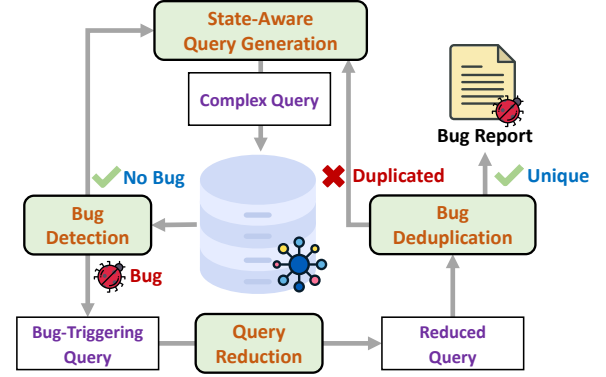 State-Aware
Query Generation
Complex Query
Bug Report
No Bug
Duplicated
Unique
Bug
Detection
Bug
Deduplication
Bug
Bug-Triggering
Query
Query
Reduction
Reduced
Query